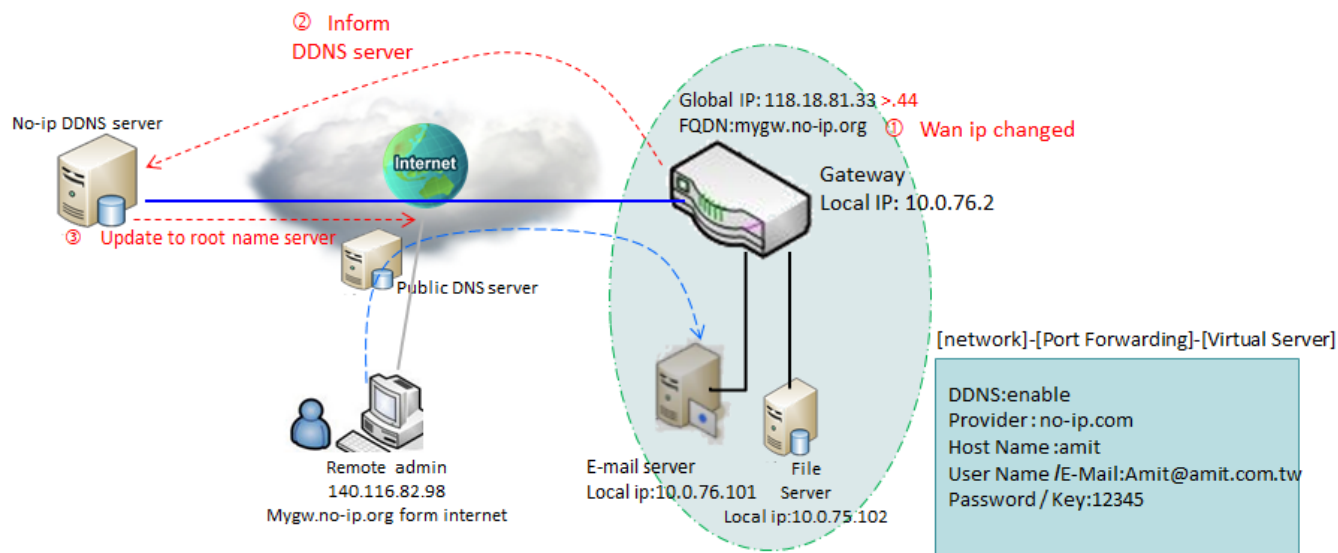 ② Inform
DDNS server
Global IP: 118.18.81.33 >.44
No-ip DDNS server
FQDN:mygw.no-ip.org ① Wan ip changed
Internet
Gateway
Local IP: 10.0.76.2
③ Update to root name server
Public DNS server
[network]-[Port Forwarding]-[Virtual Server]
DDNS:enable
Provider : no-ip.com
Host Name :amit
User Name /E-Mail:Amit@amit.com.tw
Password / Key:12345
Remote admin
140.116.82.98
Mygw.no-ip.org form internet
E-mail server
Local ip:10.0.76.101
File
Server
Local ip:10.0.75.102